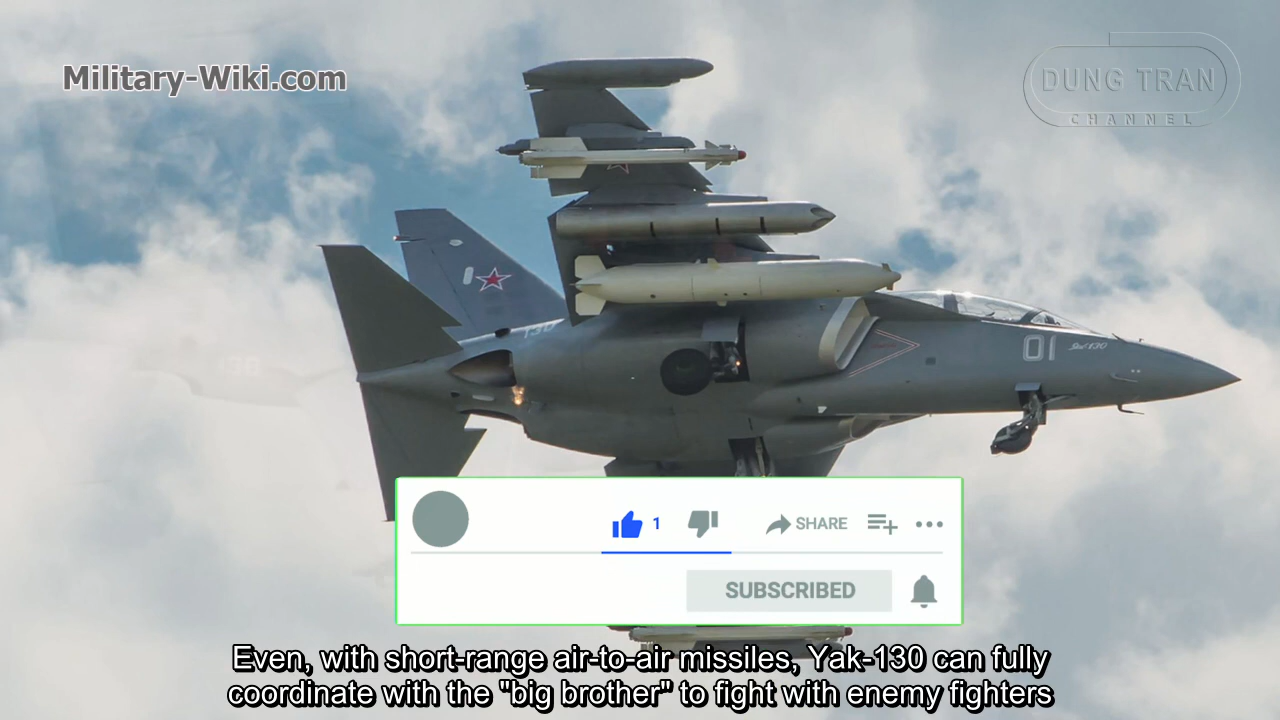 Military-Wiki.com
DUNG TRAN
CHANNEL
130
01
1
SHARE
SUBSCRIBED
Even, with short-range air-to-air missiles, Yak-130 can fully
coordinate with the "big brother" to fight with enemy fighters